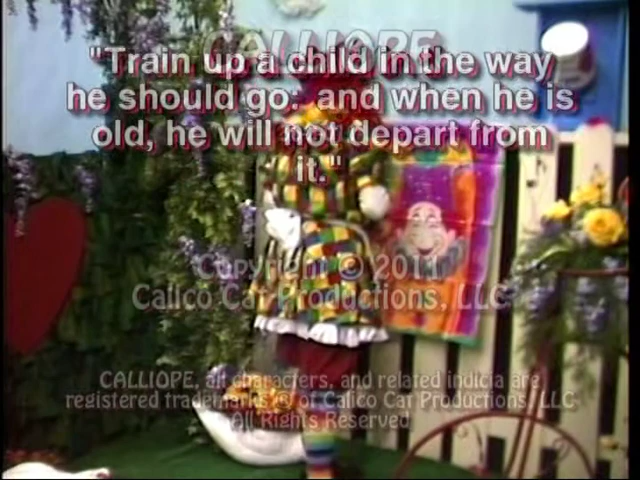 CALLIOPE
"Train up a child in the way
he should go: and when he is
old, he will not depart from
it."
Copyright © 2011
Calico Cat Productions, LLC
CALLIOPE, all characters, and related indicia are
registered trademarks ® of Calico Cat Productions, LLC
All Rights Reserved